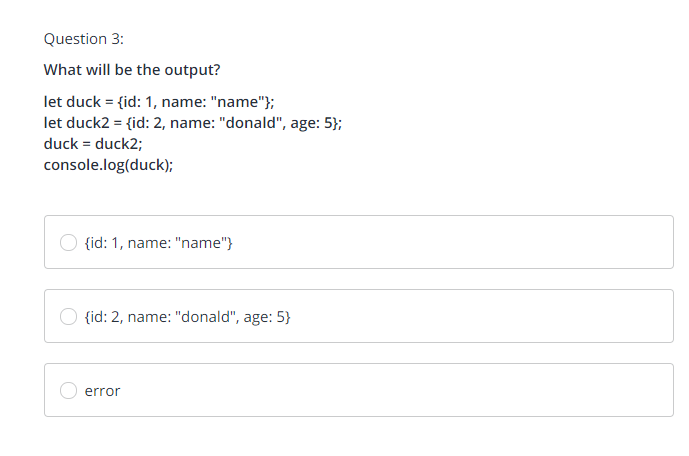 Question 3:
What will be the output?
let duck = {id: 1, name: "name"};
let duck2 = {id: 2, name: "donald", age: 5};
duck = duck2;
console.log(duck);
{id: 1, name: "name"}
{id: 2, name: "donald", age: 5}
error